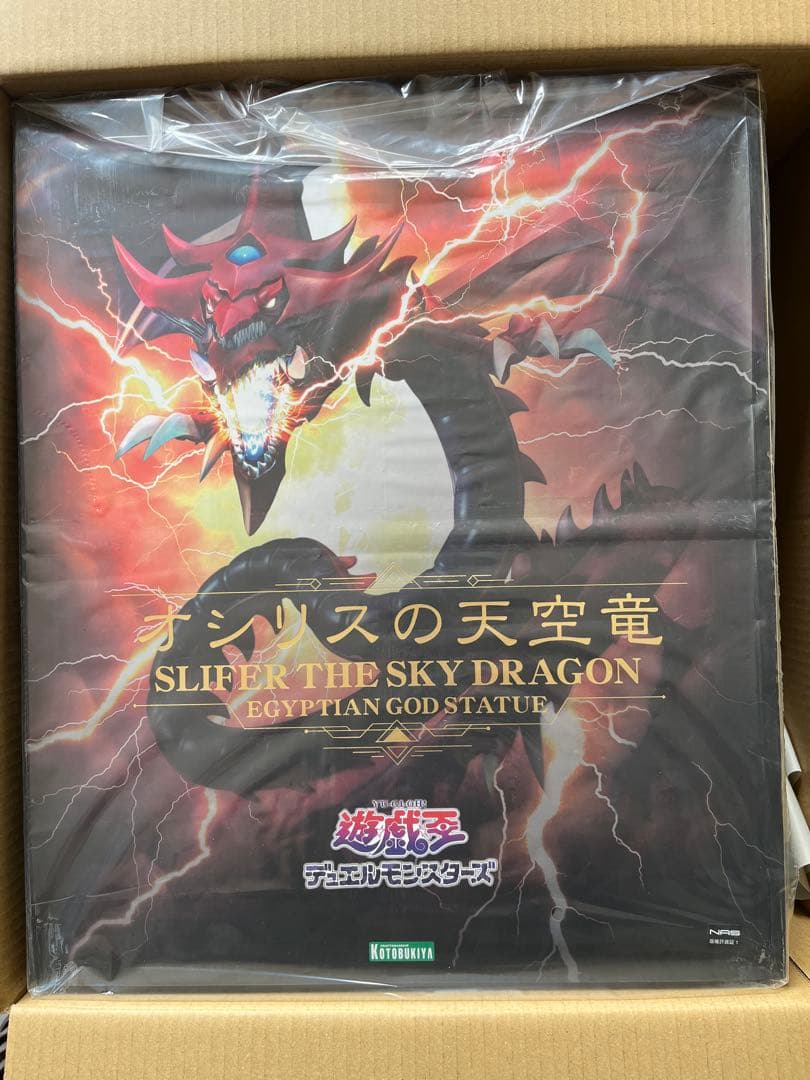 オシリスの天空竜
SLIFER THE SKY DRAGON
EGYPTIAN GOD STATUE
YU-GI-OH!
遊戯王
デュエルモンスターズ
KOTOBUKIYA
NAS